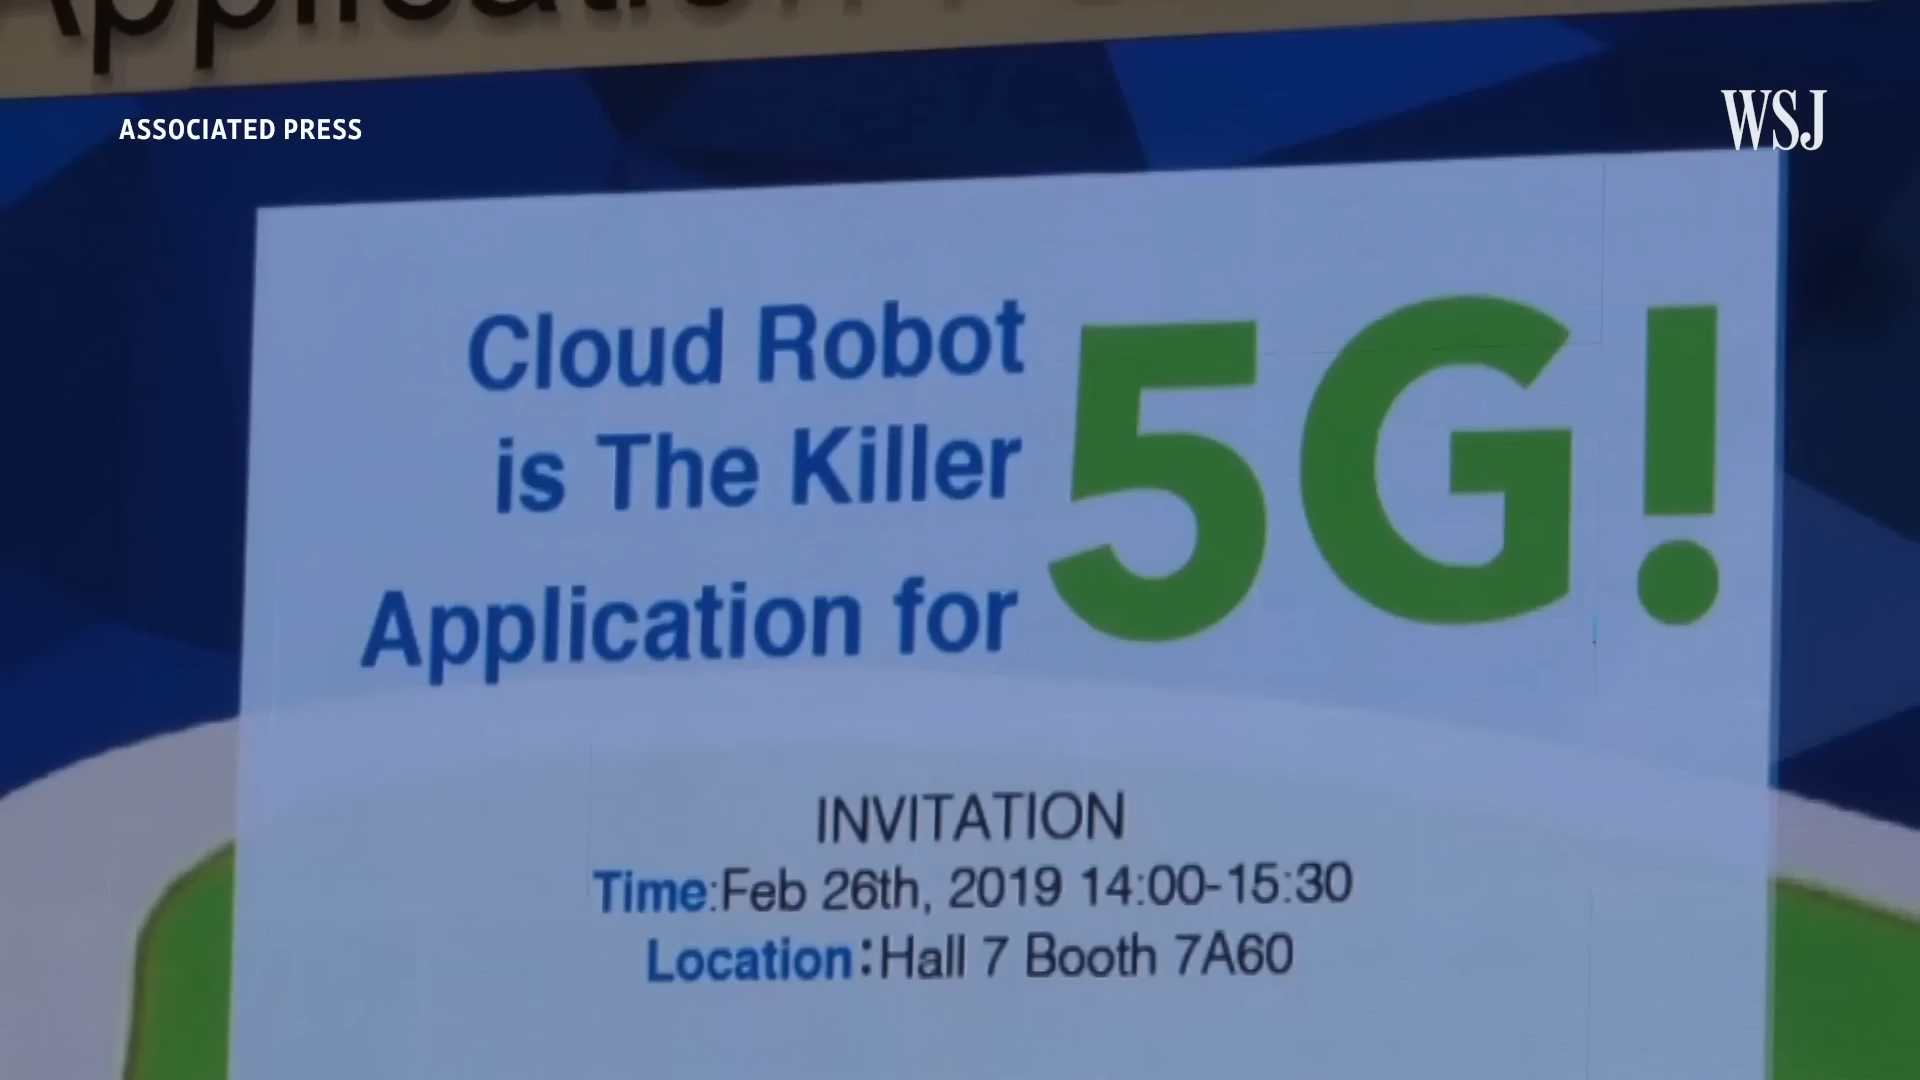 Application
ASSOCIATED PRESS
WSJ
Cloud Robot
is The Killer
Application for
5G!
INVITATION
Time:Feb 26th, 2019 14:00-15:30
Location:Hall 7 Booth 7A60